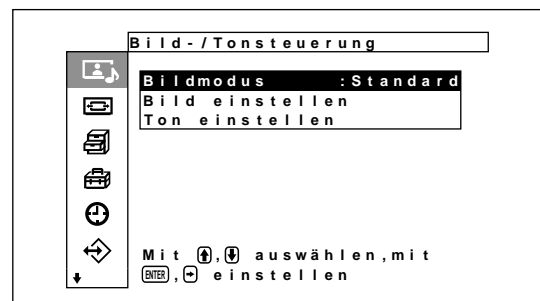 Bild-/Tonsteuerung
Bildmodus :Standard
Bild einstellen
Ton einstellen
Mit ↑,↓ auswählen,mit
ENTER,→ einstellen